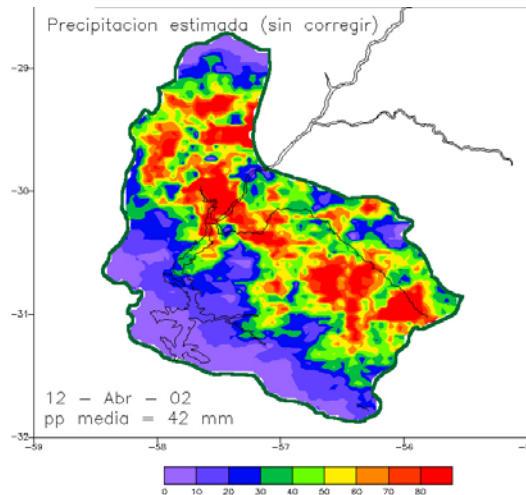 Precipitacion estimada (sin corregir)
-29
-30
-31
-32
12 - Abr - 02
pp media = 42 mm
-59 -58 -57 -56
0 10 20 30 40 50 60 70 80